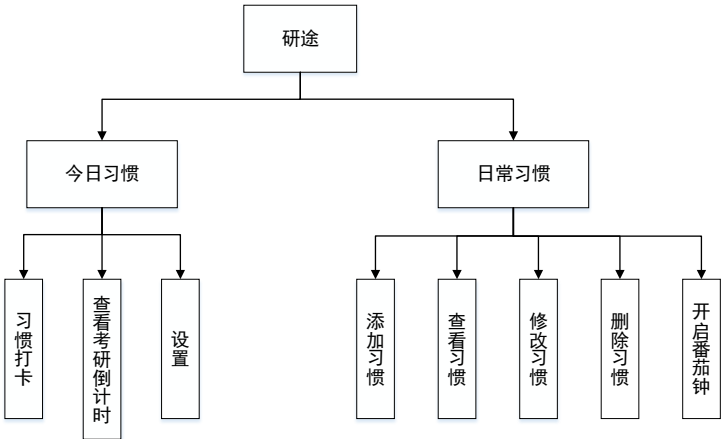 研途
今日习惯
日常习惯
习惯打卡
查看考研倒计时
设置
添加习惯
查看习惯
修改习惯
删除习惯
开启番茄钟